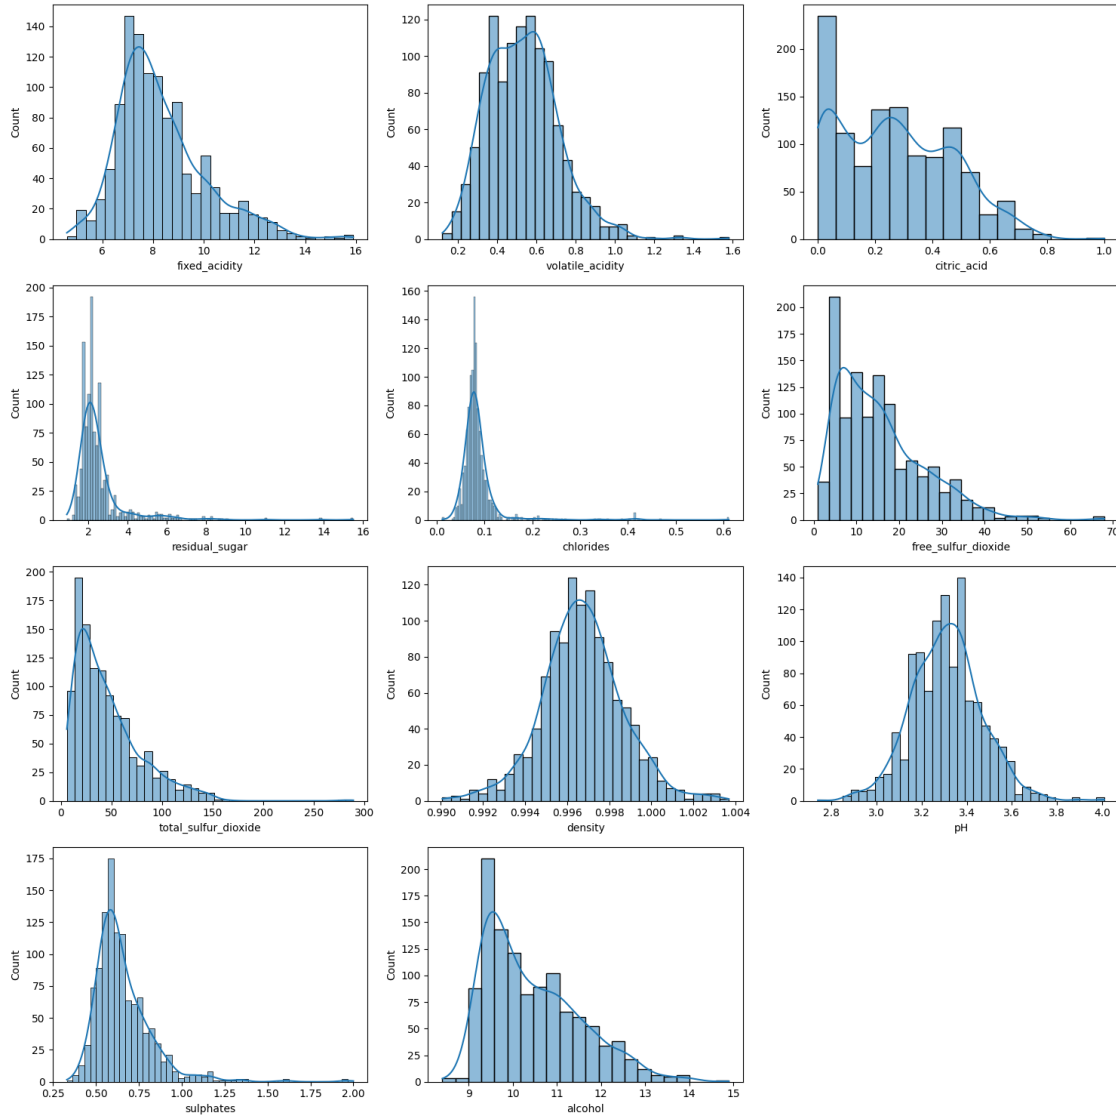 140
120
100
80
60
40
20
0
Count
6 8 10 12 14 16
fixed_acidity
120
100
80
60
40
20
0
Count
0.2 0.4 0.6 0.8 1.0 1.2 1.4 1.6
volatile_acidity
200
150
100
50
0
Count
0.0 0.2 0.4 0.6 0.8 1.0
citric_acid
200
175
150
125
100
75
50
25
0
Count
2 4 6 8 10 12 14 16
residual_sugar
160
140
120
100
80
60
40
20
0
Count
0.0 0.1 0.2 0.3 0.4 0.5 0.6
chlorides
200
175
150
125
100
75
50
25
0
Count
0 10 20 30 40 50 60 70
free_sulfur_dioxide
200
175
150
125
100
75
50
25
0
Count
0 50 100 150 200 250 300
total_sulfur_dioxide
120
100
80
60
40
20
0
Count
0.990 0.992 0.994 0.996 0.998 1.000 1.002 1.004
density
140
120
100
80
60
40
20
0
Count
2.8 3.0 3.2 3.4 3.6 3.8 4.0
pH
175
150
125
100
75
50
25
0
Count
0.25 0.50 0.75 1.00 1.25 1.50 1.75 2.00
sulphates
200
175
150
125
100
75
50
25
0
Count
9 10 11 12 13 14 15
alcohol